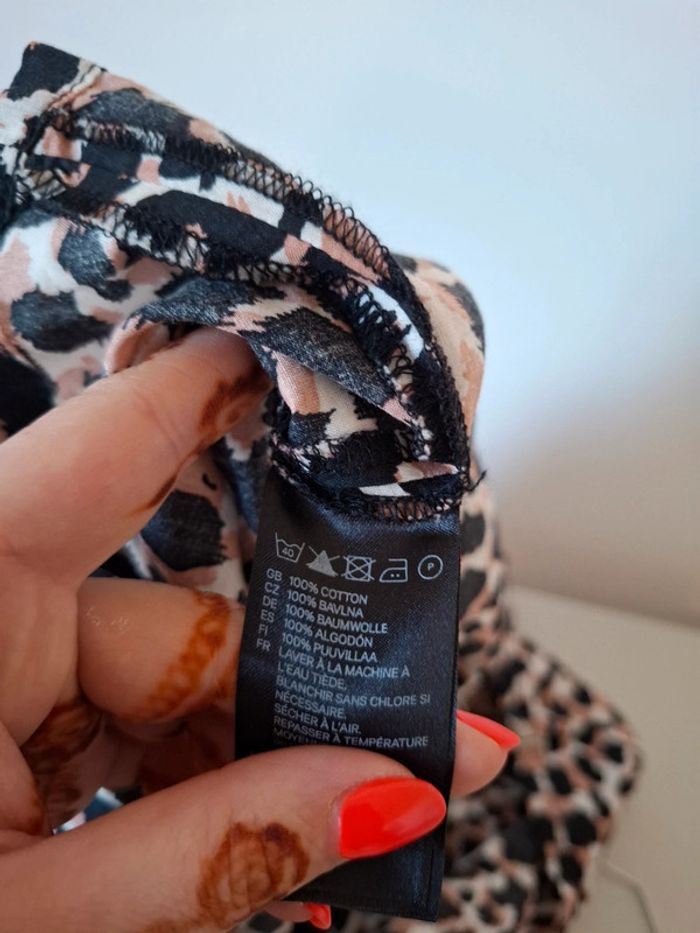 40 P
GB 100% COTTON
CZ 100% BAVLNA
DE 100% BAUMWOLLE
ES 100% ALGODÓN
FI 100% PUUVILLAA
FR LAVER À LA MACHINE À
L'EAU TIÈDE,
BLANCHIR SANS CHLORE SI
NÉCESSAIRE.
SÉCHER À L'AIR.
REPASSER À TEMPÉRATURE